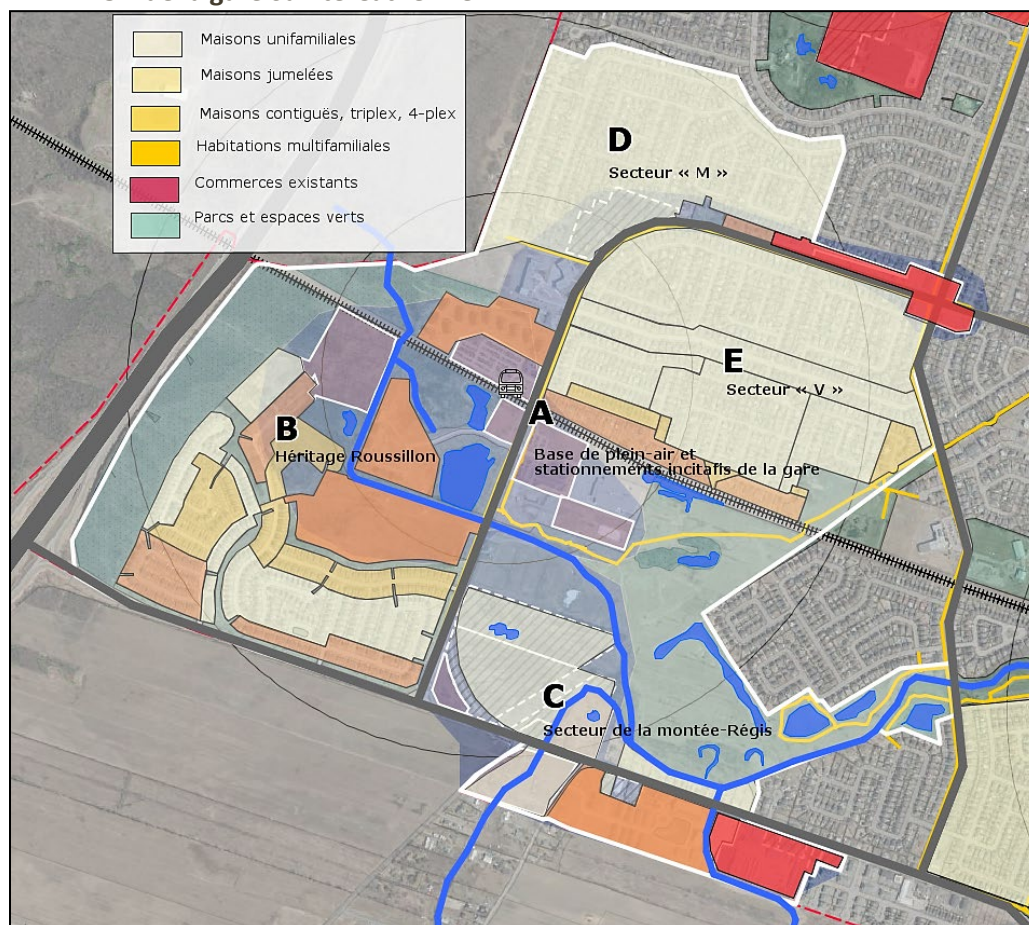 Maisons unifamiliales
Maisons jumelées
Maisons contiguës, triplex, 4-plex
Habitations multifamiliales
Commerces existants
Parcs et espaces verts
D
Secteur « M »
E
Secteur « V »
A
Base de plein-air et
stationnements incitafis de la gare
B
Héritage Roussillon
C
Secteur de la montée-Régis